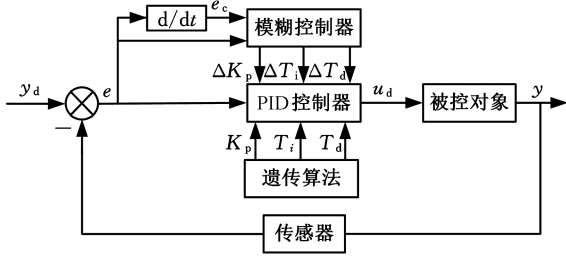 d/dt
e_c
模糊控制器
ΔK_p
ΔT_i
ΔT_d
y_d
e
PID控制器
u_d
被控对象
y
−
K_p
T_i
T_d
遗传算法
传感器